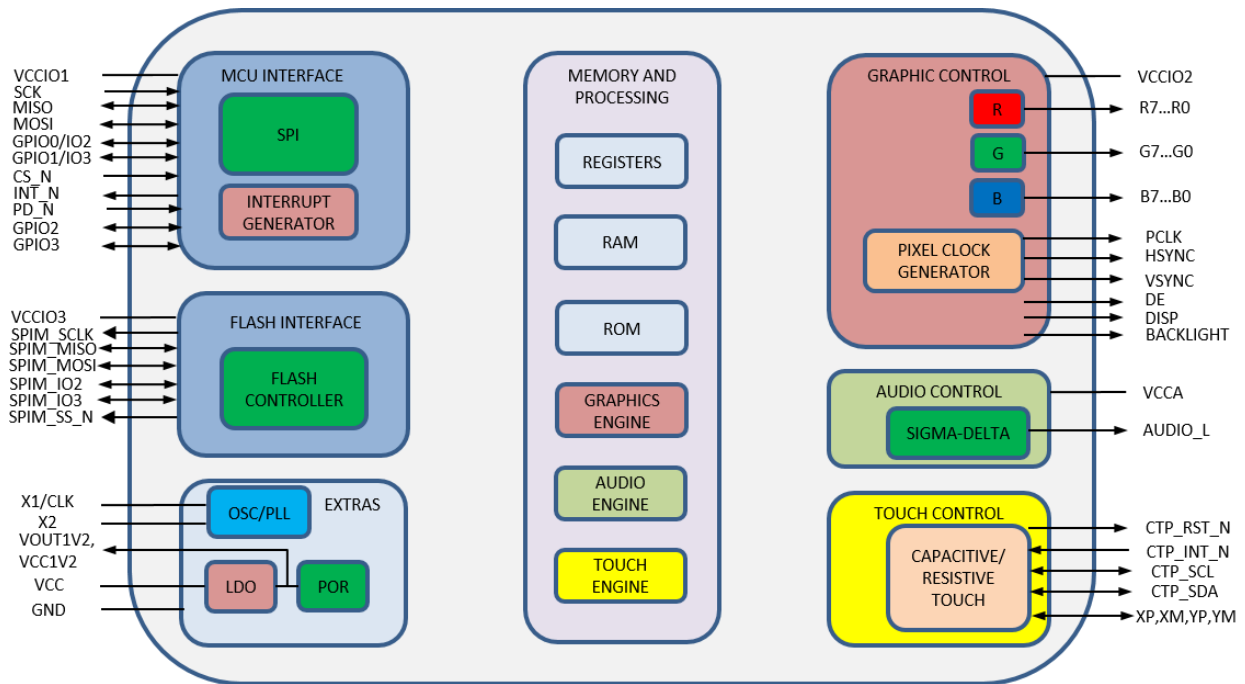 VCCIO1
SCK
MISO
MOSI
GPIO0/IO2
GPIO1/IO3
CS_N
INT_N
PD_N
GPIO2
GPIO3
MCU INTERFACE
SPI
INTERRUPT
GENERATOR
VCCIO3
SPIM_SCLK
SPIM_MISO
SPIM_MOSI
SPIM_IO2
SPIM_IO3
SPIM_SS_N
FLASH INTERFACE
FLASH
CONTROLLER
X1/CLK
X2
VOUT1V2,
VCC1V2
VCC
GND
OSC/PLL
EXTRAS
LDO
POR
MEMORY AND
PROCESSING
REGISTERS
RAM
ROM
GRAPHICS
ENGINE
AUDIO
ENGINE
TOUCH
ENGINE
GRAPHIC CONTROL
R
G
B
PIXEL CLOCK
GENERATOR
VCCIO2
R7...R0
G7...G0
B7...B0
PCLK
HSYNC
VSYNC
DE
DISP
BACKLIGHT
AUDIO CONTROL
SIGMA-DELTA
VCCA
AUDIO_L
TOUCH CONTROL
CAPACITIVE/
RESISTIVE
TOUCH
CTP_RST_N
CTP_INT_N
CTP_SCL
CTP_SDA
XP,XM,YP,YM